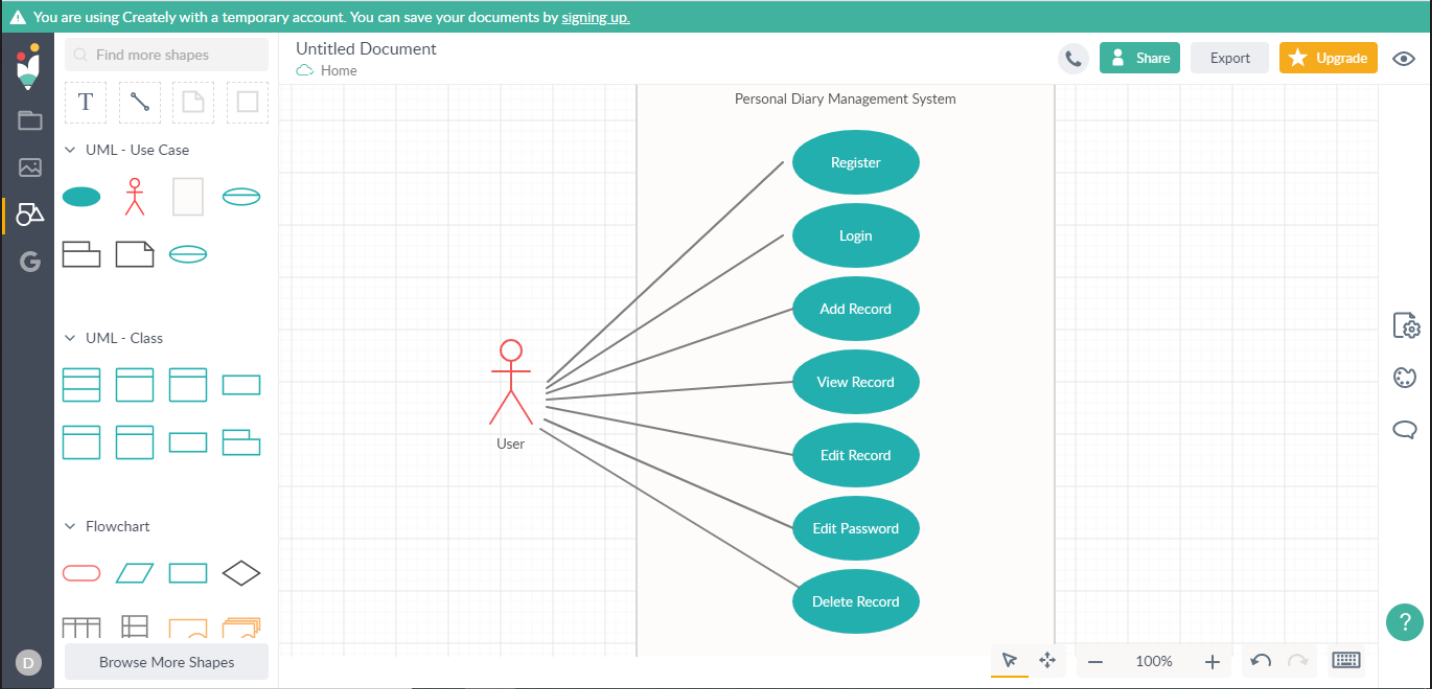 You are using Creately with a temporary account. You can save your documents by signing up.
Find more shapes
Untitled Document
Home
Share
Export
Upgrade
T
UML - Use Case
UML - Class
Flowchart
Browse More Shapes
G
D
Personal Diary Management System
Register
Login
Add Record
View Record
Edit Record
Edit Password
Delete Record
User
100%
?